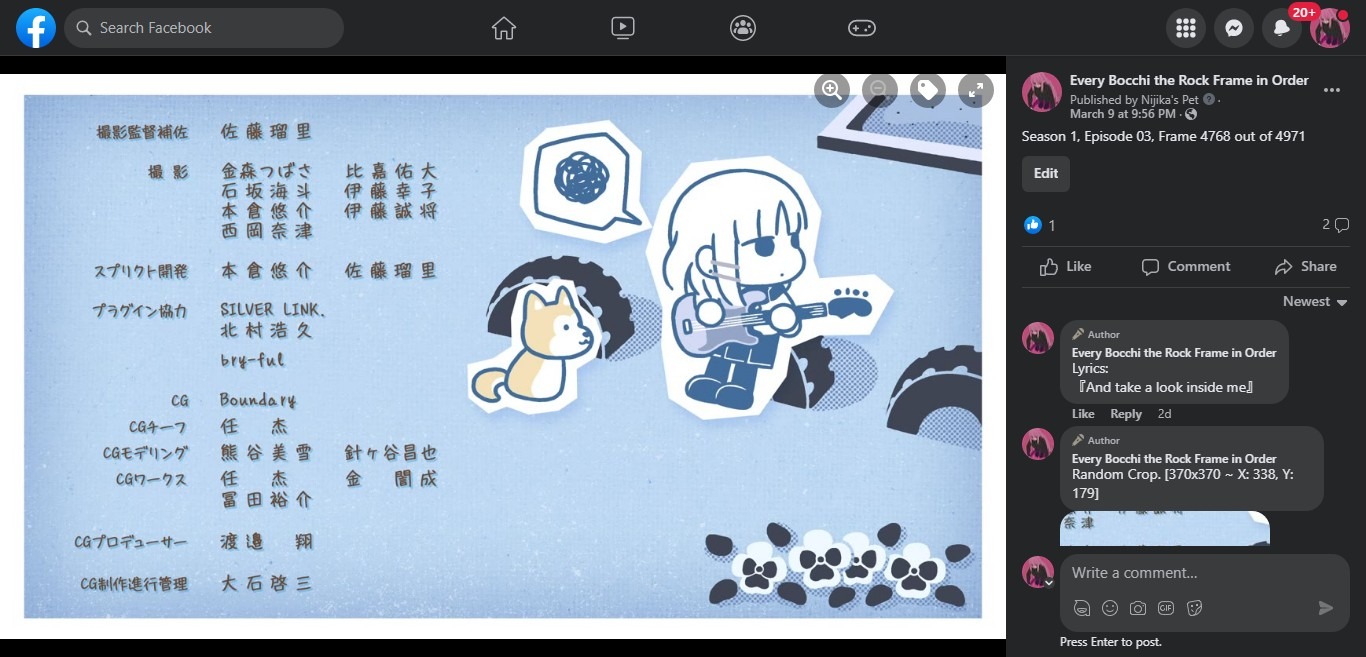 Search Facebook
20+
撮影監督補佐 佐藤瑠里
撮影 金森つばさ 比嘉佑大
石坂海斗 伊藤幸子
本倉悠介 伊藤誠将
西岡奈津
スプリクト開発 本倉悠介 佐藤瑠里
プラグイン協力 SILVER LINK.
北村浩久
bry-ful
CG Boundary
CGチーフ 任 杰
CGモデリング 熊谷美雪 針ヶ谷昌也
CGワークス 任 杰 金 誾成
冨田裕介
CGプロデューサー 渡邉 翔
CG制作進行管理 大石啓三
Every Bocchi the Rock Frame in Order
Published by Nijika's Pet ·
March 9 at 9:56 PM ·
Season 1, Episode 03, Frame 4768 out of 4971
Edit
1
2
Like Comment Share
Newest
Author
Every Bocchi the Rock Frame in Order
Lyrics:
『And take a look inside me』
Like Reply 2d
Author
Every Bocchi the Rock Frame in Order
Random Crop. [370x370 ~ X: 338, Y:
179]
奈津
Write a comment...
GIF
Press Enter to post.